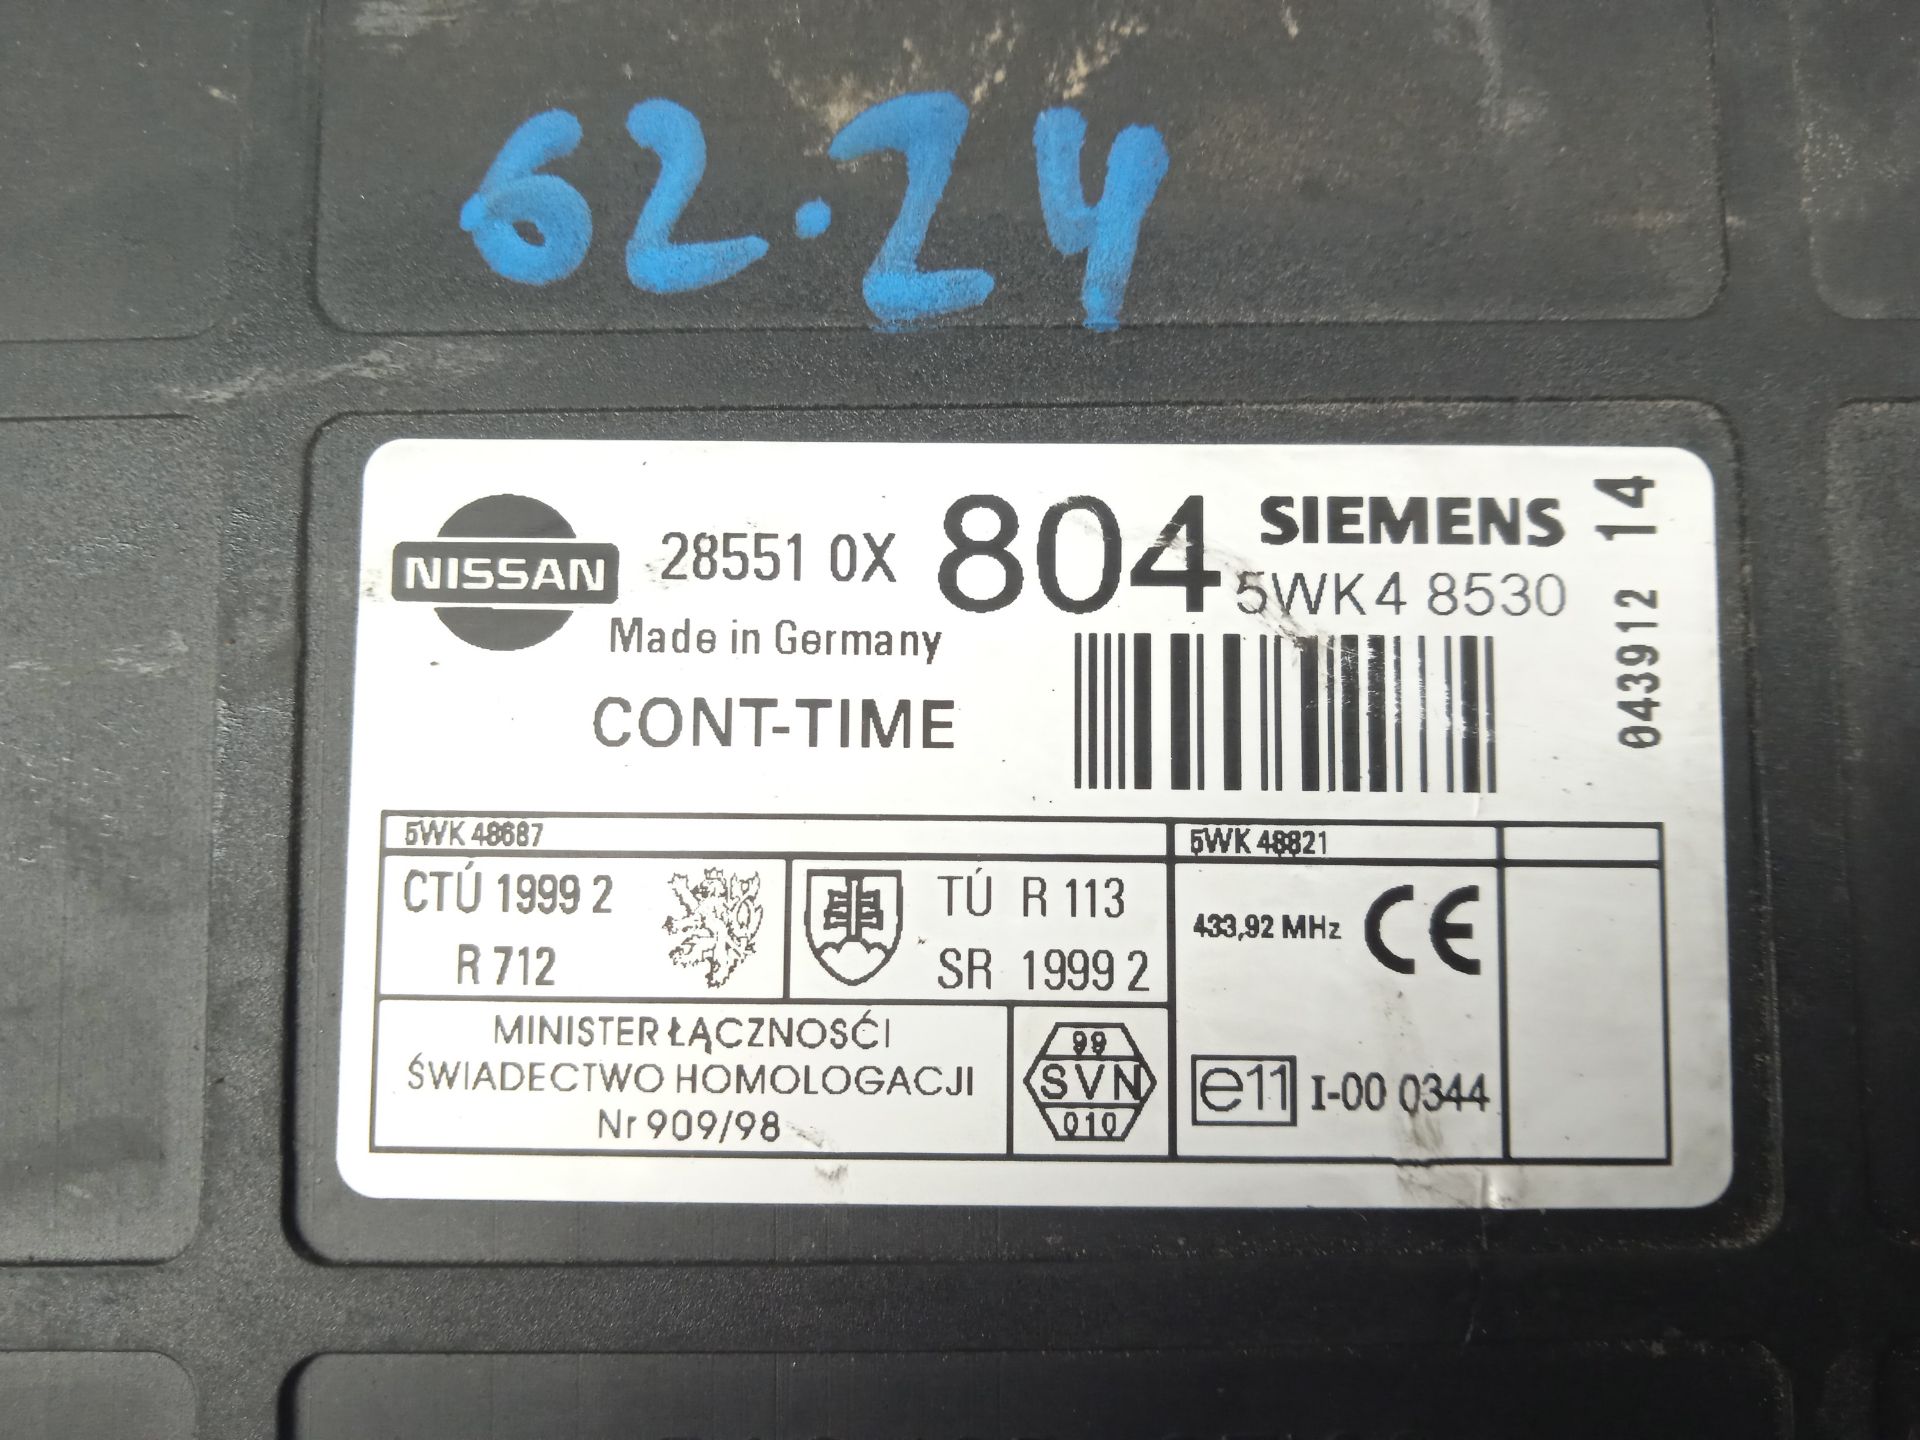 62.24
NISSAN
28551 0X 804
SIEMENS
5WK4 8530
Made in Germany
CONT-TIME
043912 14
5WK 48687
5WK 48821
CTÚ 1999 2
R 712
TÚ R 113
SR 1999 2
433,92 MHz CE
MINISTER ŁĄCZNOSĆI
ŚWIADECTWO HOMOLOGACJI
Nr 909/98
99
SVN
010
e11 I-00 0344